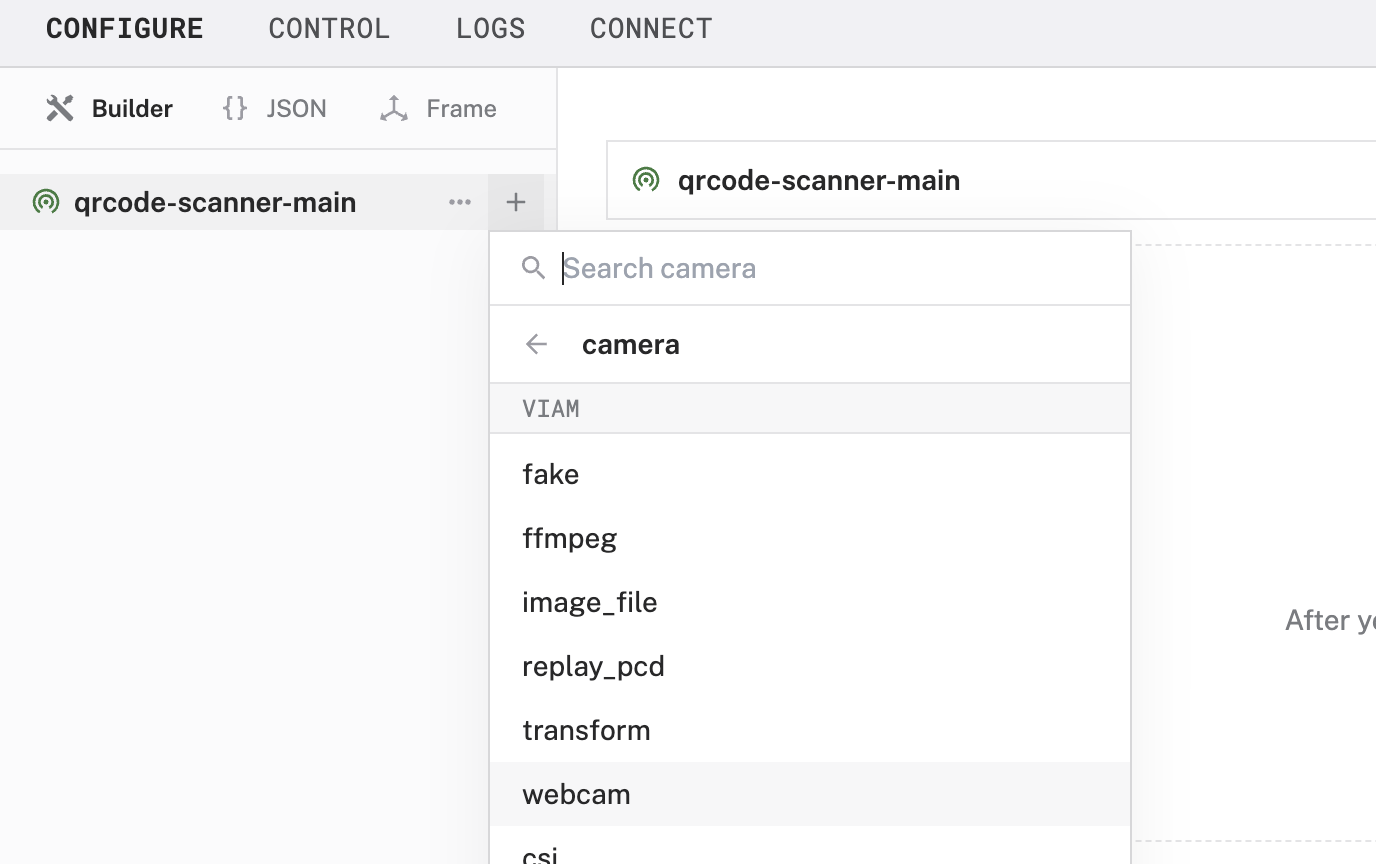 CONFIGURE CONTROL LOGS CONNECT
Builder {} JSON Frame
qrcode-scanner-main ... +
qrcode-scanner-main
Search camera
camera
VIAM
fake
ffmpeg
image_file
replay_pcd
transform
webcam
csi
After